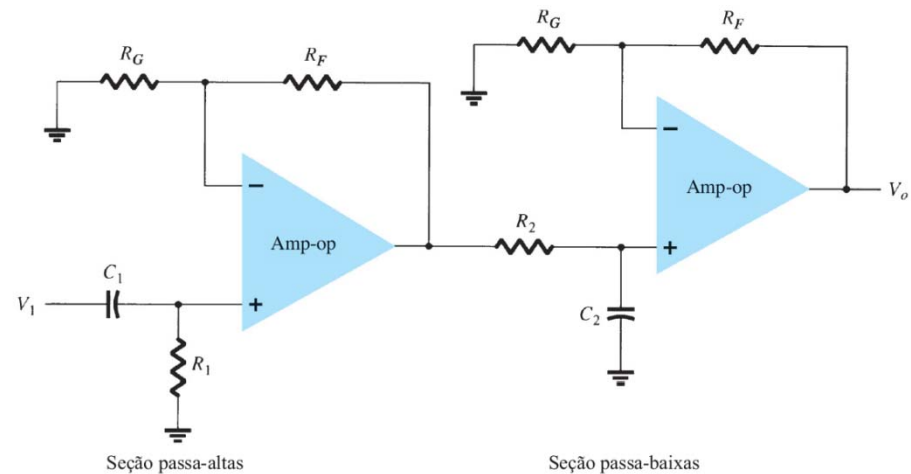 R_G
R_F
R_G
R_F
−
Amp-op
+
−
Amp-op
+
V_o
R_2
C_2
C_1
V_1
R_1
Seção passa-altas
Seção passa-baixas